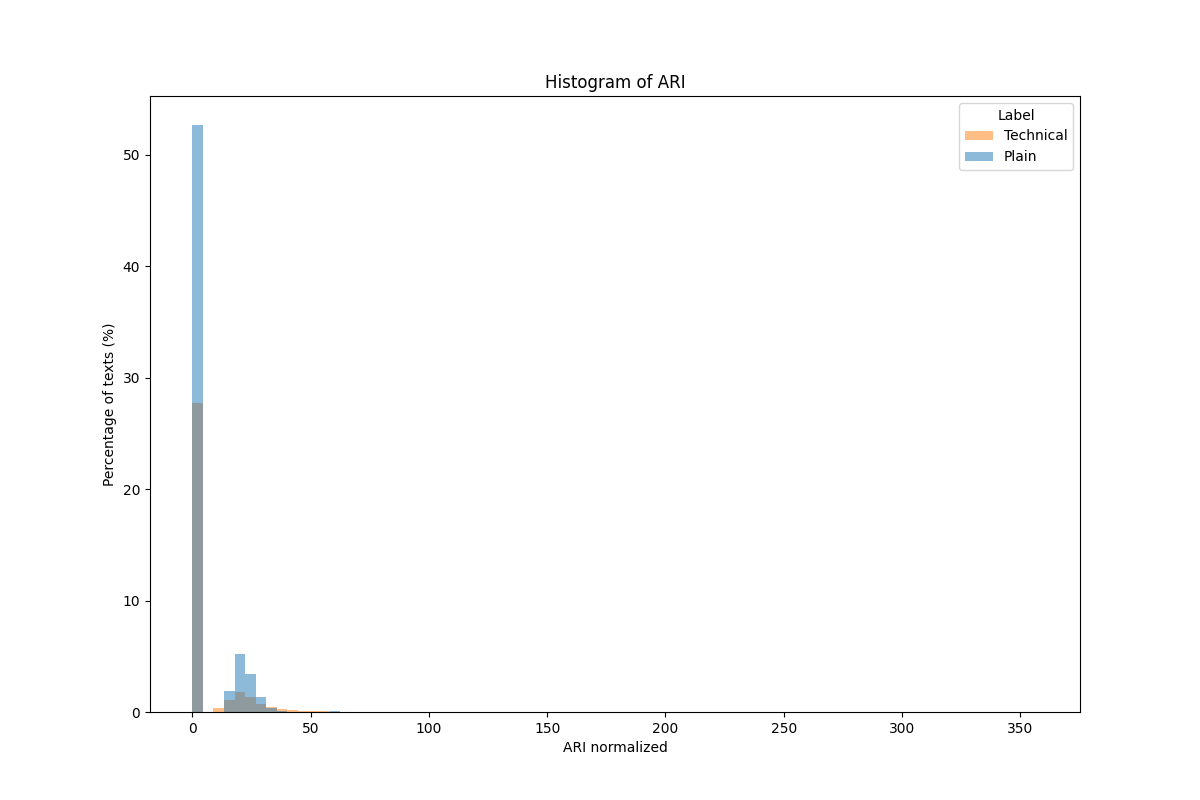 Histogram of ARI
Label
Technical
Plain
Percentage of texts (%)
50
40
30
20
10
0
0 50 100 150 200 250 300 350
ARI normalized